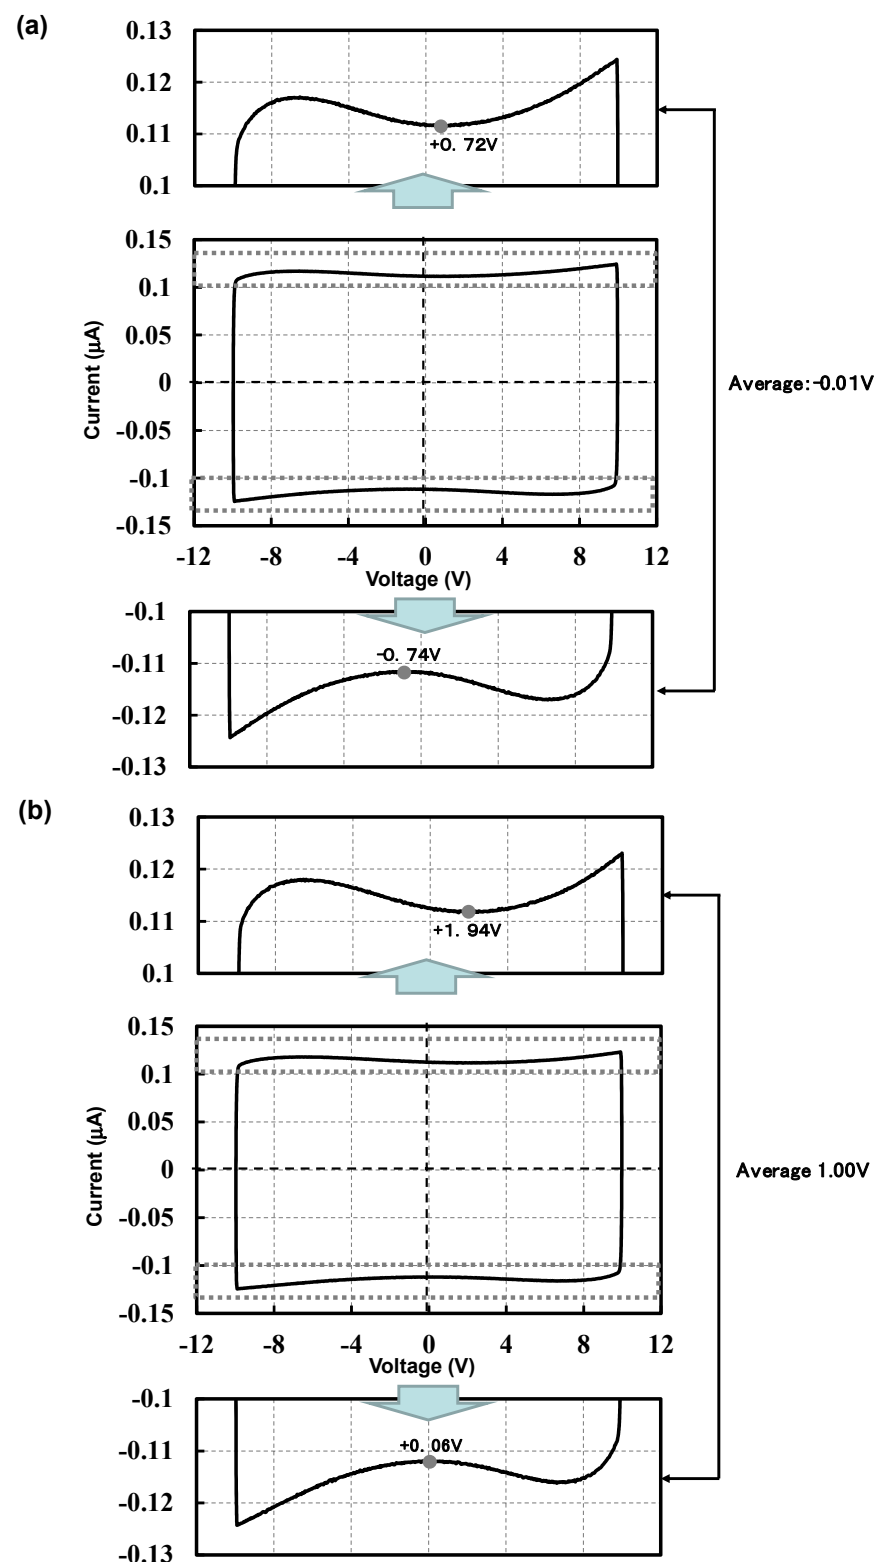 (a)
0.13
0.12
0.11
0.1
+0. 72V
0.15
0.1
0.05
0
-0.05
-0.1
-0.15
Current (μA)
-12 -8 -4 0 4 8 12
Voltage (V)
Average:-0.01V
-0.1
-0.11
-0.12
-0.13
-0. 74V
(b)
0.13
0.12
0.11
0.1
+1. 94V
0.15
0.1
0.05
0
-0.05
-0.1
-0.15
Current (μA)
-12 -8 -4 0 4 8 12
Voltage (V)
Average 1.00V
-0.1
-0.11
-0.12
-0.13
+0. 06V